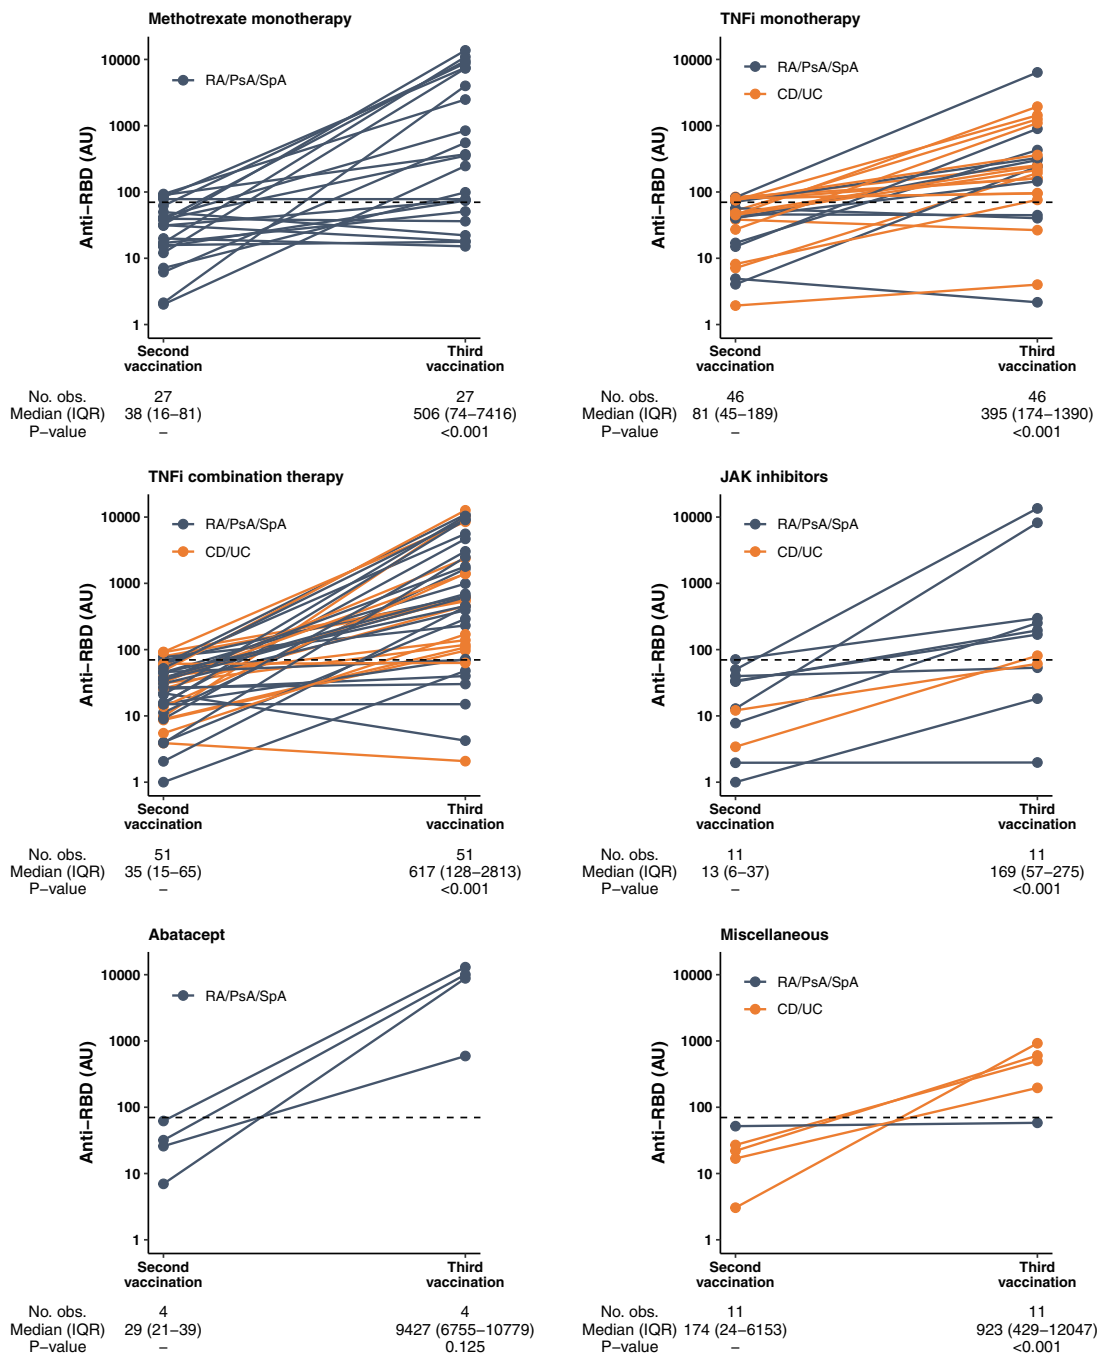 Methotrexate monotherapy
Anti−RBD (AU)
10000
1000
100
10
1
RA/PsA/SpA
Second vaccination
Third vaccination
No. obs. 27 27
Median (IQR) 38 (16−81) 506 (74−7416)
P−value − <0.001
TNFi monotherapy
Anti−RBD (AU)
10000
1000
100
10
1
RA/PsA/SpA
CD/UC
Second vaccination
Third vaccination
No. obs. 46 46
Median (IQR) 81 (45−189) 395 (174−1390)
P−value − <0.001
TNFi combination therapy
Anti−RBD (AU)
10000
1000
100
10
1
RA/PsA/SpA
CD/UC
Second vaccination
Third vaccination
No. obs. 51 51
Median (IQR) 35 (15−65) 617 (128−2813)
P−value − <0.001
JAK inhibitors
Anti−RBD (AU)
10000
1000
100
10
1
RA/PsA/SpA
CD/UC
Second vaccination
Third vaccination
No. obs. 11 11
Median (IQR) 13 (6−37) 169 (57−275)
P−value − <0.001
Abatacept
Anti−RBD (AU)
10000
1000
100
10
1
RA/PsA/SpA
Second vaccination
Third vaccination
No. obs. 4 4
Median (IQR) 29 (21−39) 9427 (6755−10779)
P−value − 0.125
Miscellaneous
Anti−RBD (AU)
10000
1000
100
10
1
RA/PsA/SpA
CD/UC
Second vaccination
Third vaccination
No. obs. 11 11
Median (IQR) 174 (24−6153) 923 (429−12047)
P−value − <0.001